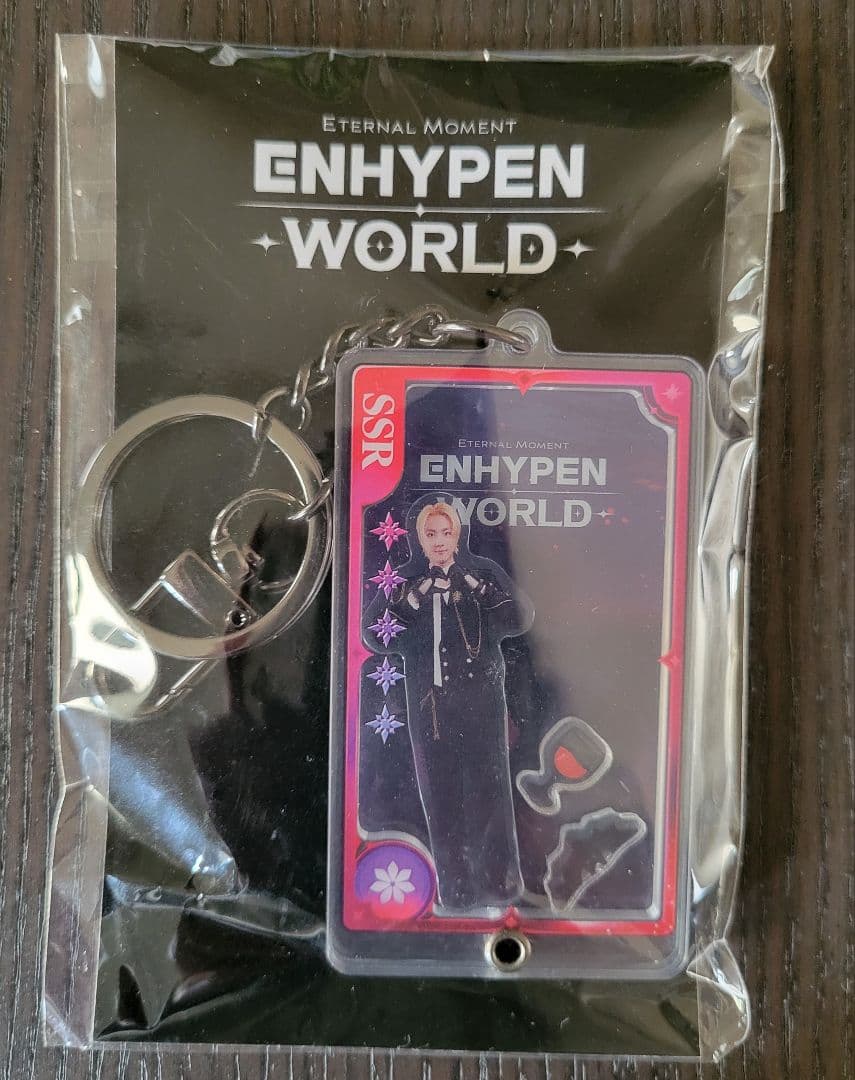 ETERNAL MOMENT
ENHYPEN
WORLD
SSR
ETERNAL MOMENT
ENHYPEN
WORLD